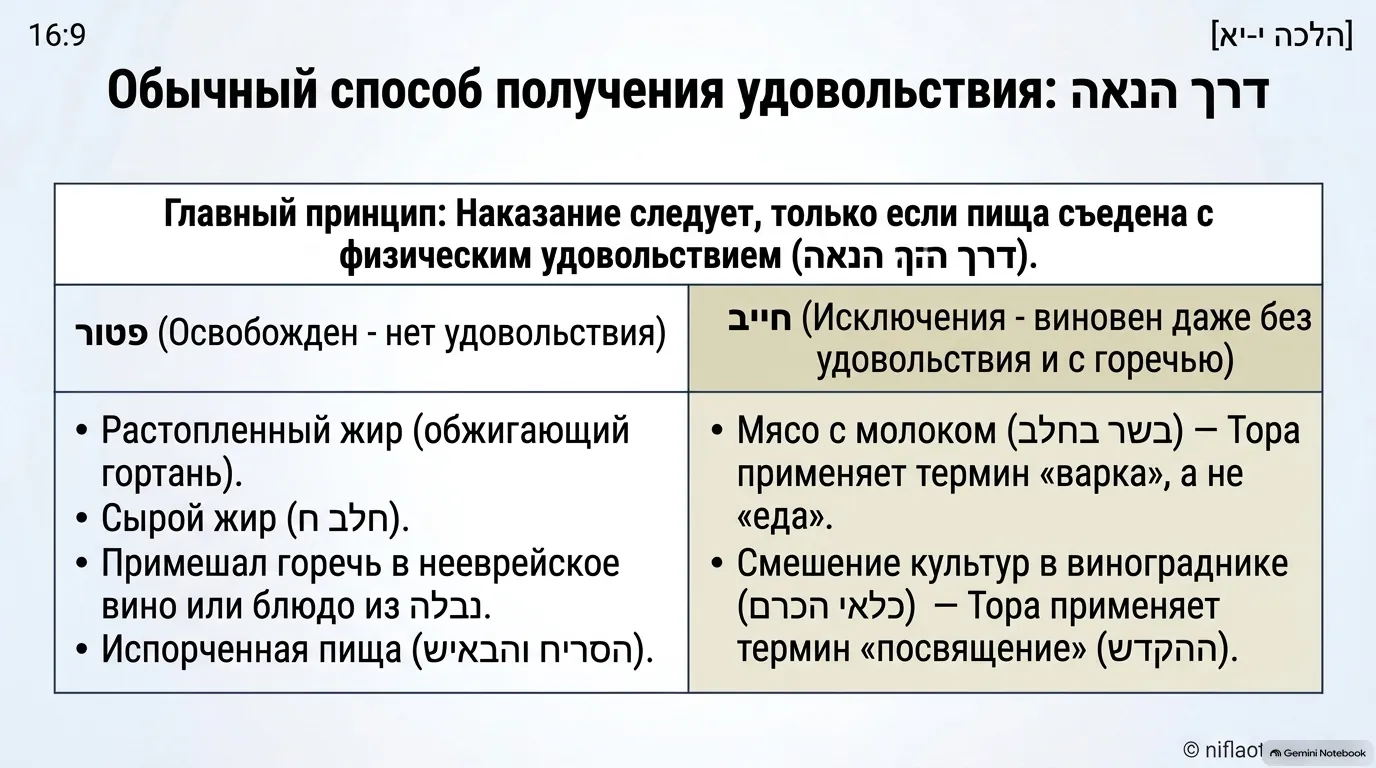 16:9
[הלכה י-יא]
Обычный способ получения удовольствия: דרך הנאה
Главный принцип: Наказание следует, только если пища съедена с
физическим удовольствием (דרך הנאה).
פטור (Освобожден - нет удовольствия)
חייב (Исключения - виновен даже без
удовольствия и с горечью)
• Растопленный жир (обжигающий
гортань).
• Сырой жир (חלב ח).
• Примешал горечь в нееврейское
вино или блюдо из נבלה.
• Испорченная пища (הסריח והבאיש).
• Мясо с молоком (בשר בחלב) — Тора
применяет термин «варка», а не
«еда».
• Смешение культур в винограднике
(כלאי הכרם) — Тора применяет
термин «посвящение» (ההקדש).
© niflaot
Gemini Notebook